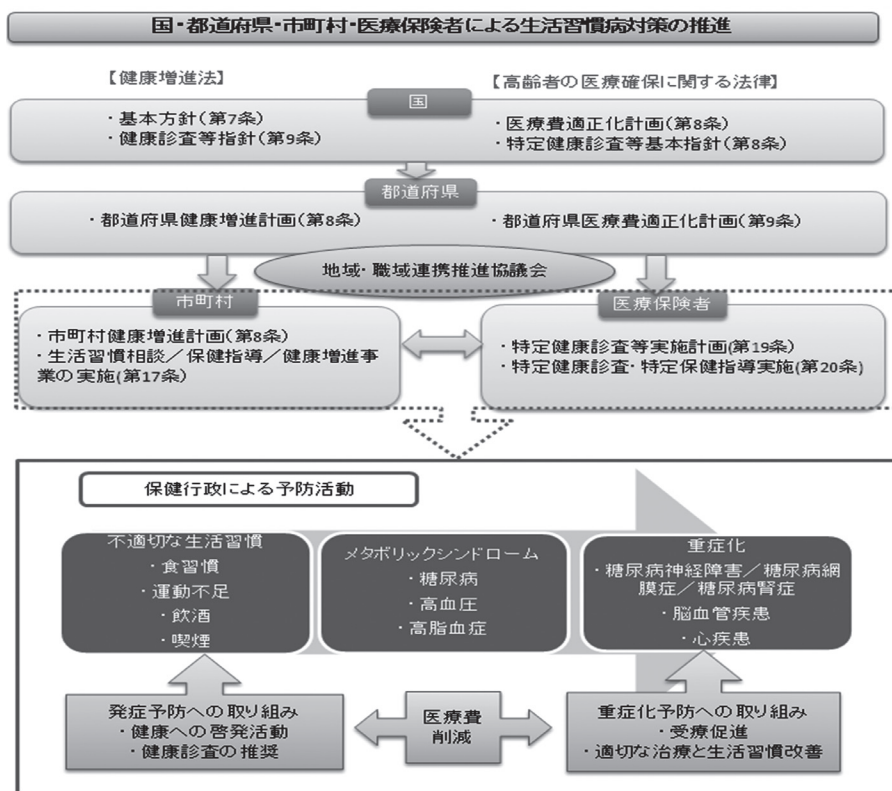 国・都道府県・市町村・医療保険者による生活習慣病対策の推進
【健康増進法】
【高齢者の医療確保に関する法律】
国
・基本方針(第7条)
・健康診査等指針(第9条)
・医療費適正化計画(第8条)
・特定健康診査等基本指針(第8条)
都道府県
・都道府県健康増進計画(第8条)
・都道府県医療費適正化計画(第9条)
地域・職域連携推進協議会
市町村
・市町村健康増進計画(第8条)
・生活習慣相談／保健指導／健康増進事
業の実施(第17条)
医療保険者
・特定健康診査等実施計画(第19条)
・特定健康診査・特定保健指導実施(第20条)
保健行政による予防活動
不適切な生活習慣
・食習慣
・運動不足
・飲酒
・喫煙
メタボリックシンドローム
・糖尿病
・高血圧
・高脂血症
重症化
・糖尿病神経障害／糖尿病網
膜症／糖尿病腎症
・脳血管疾患
・心疾患
発症予防への取り組み
・健康への啓発活動
・健康診査の推奨
医療費
削減
重症化予防への取り組み
・受療促進
・適切な治療と生活習慣改善